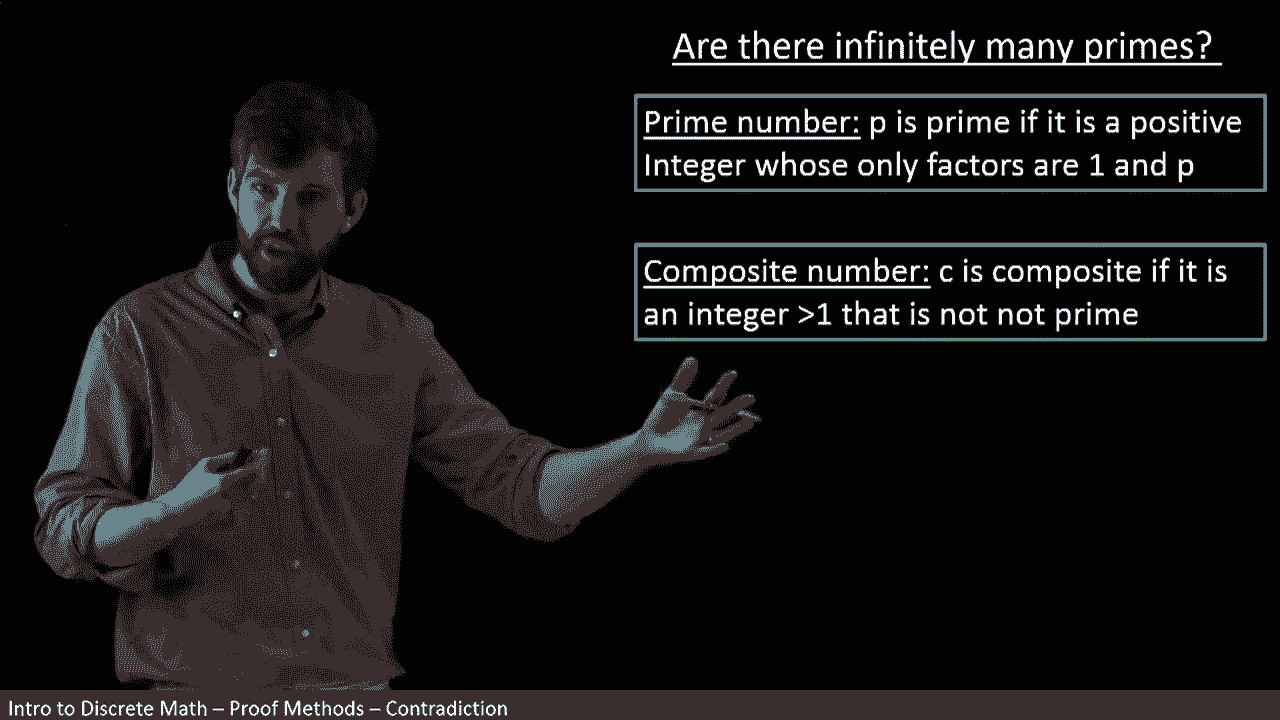 Are there infinitely many primes?
Prime number: p is prime if it is a positive
Integer whose only factors are 1 and p
Composite number: c is composite if it is
an integer >1 that is not not prime
Intro to Discrete Math – Proof Methods – Contradiction